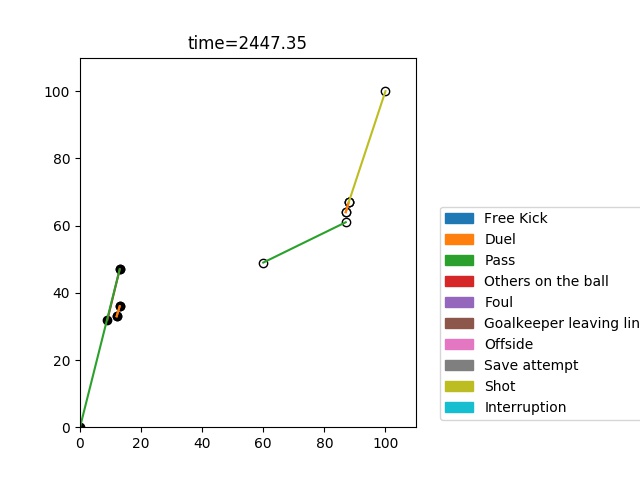 time=2447.35
100
80
60
40
20
0
0 20 40 60 80 100
Free Kick
Duel
Pass
Others on the ball
Foul
Goalkeeper leaving lin
Offside
Save attempt
Shot
Interruption